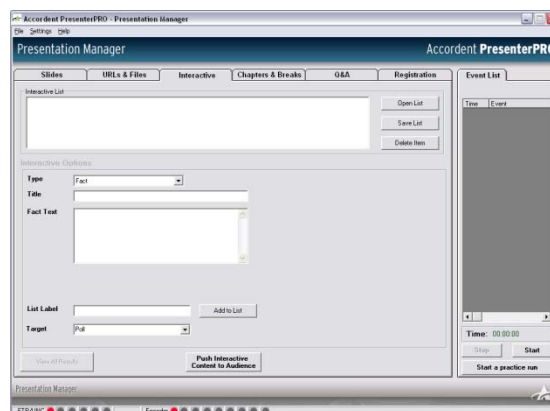 Accordent PresenterPRO - Presentation Manager
File Settings Help
Presentation Manager
Accordent PresenterPRO
Slides URLs & Files Interactive Chapters & Breaks Q&A Registration Event List
Interactive List
Open List
Save List
Delete Item
Time Event
Interactive Options
Type Fact
Title
Fact Text
List Label Add to List
Target Poll
View All Results
Push Interactive
Content to Audience
Time: 00:00:00
Stop Start
Start a practice run
Presentation Manager
Encoder